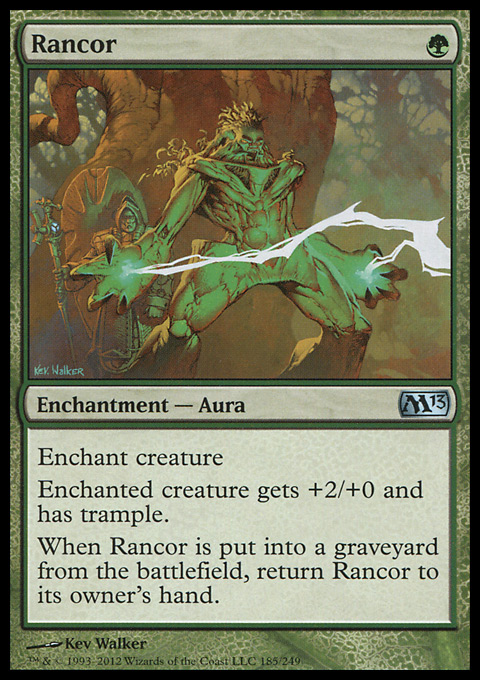 Rancor
KEV WALKER
Enchantment — Aura
M13
Enchant creature
Enchanted creature gets +2/+0 and
has trample.
When Rancor is put into a graveyard
from the battlefield, return Rancor to
its owner's hand.
Kev Walker
™ & © 1993–2012 Wizards of the Coast LLC 185/249